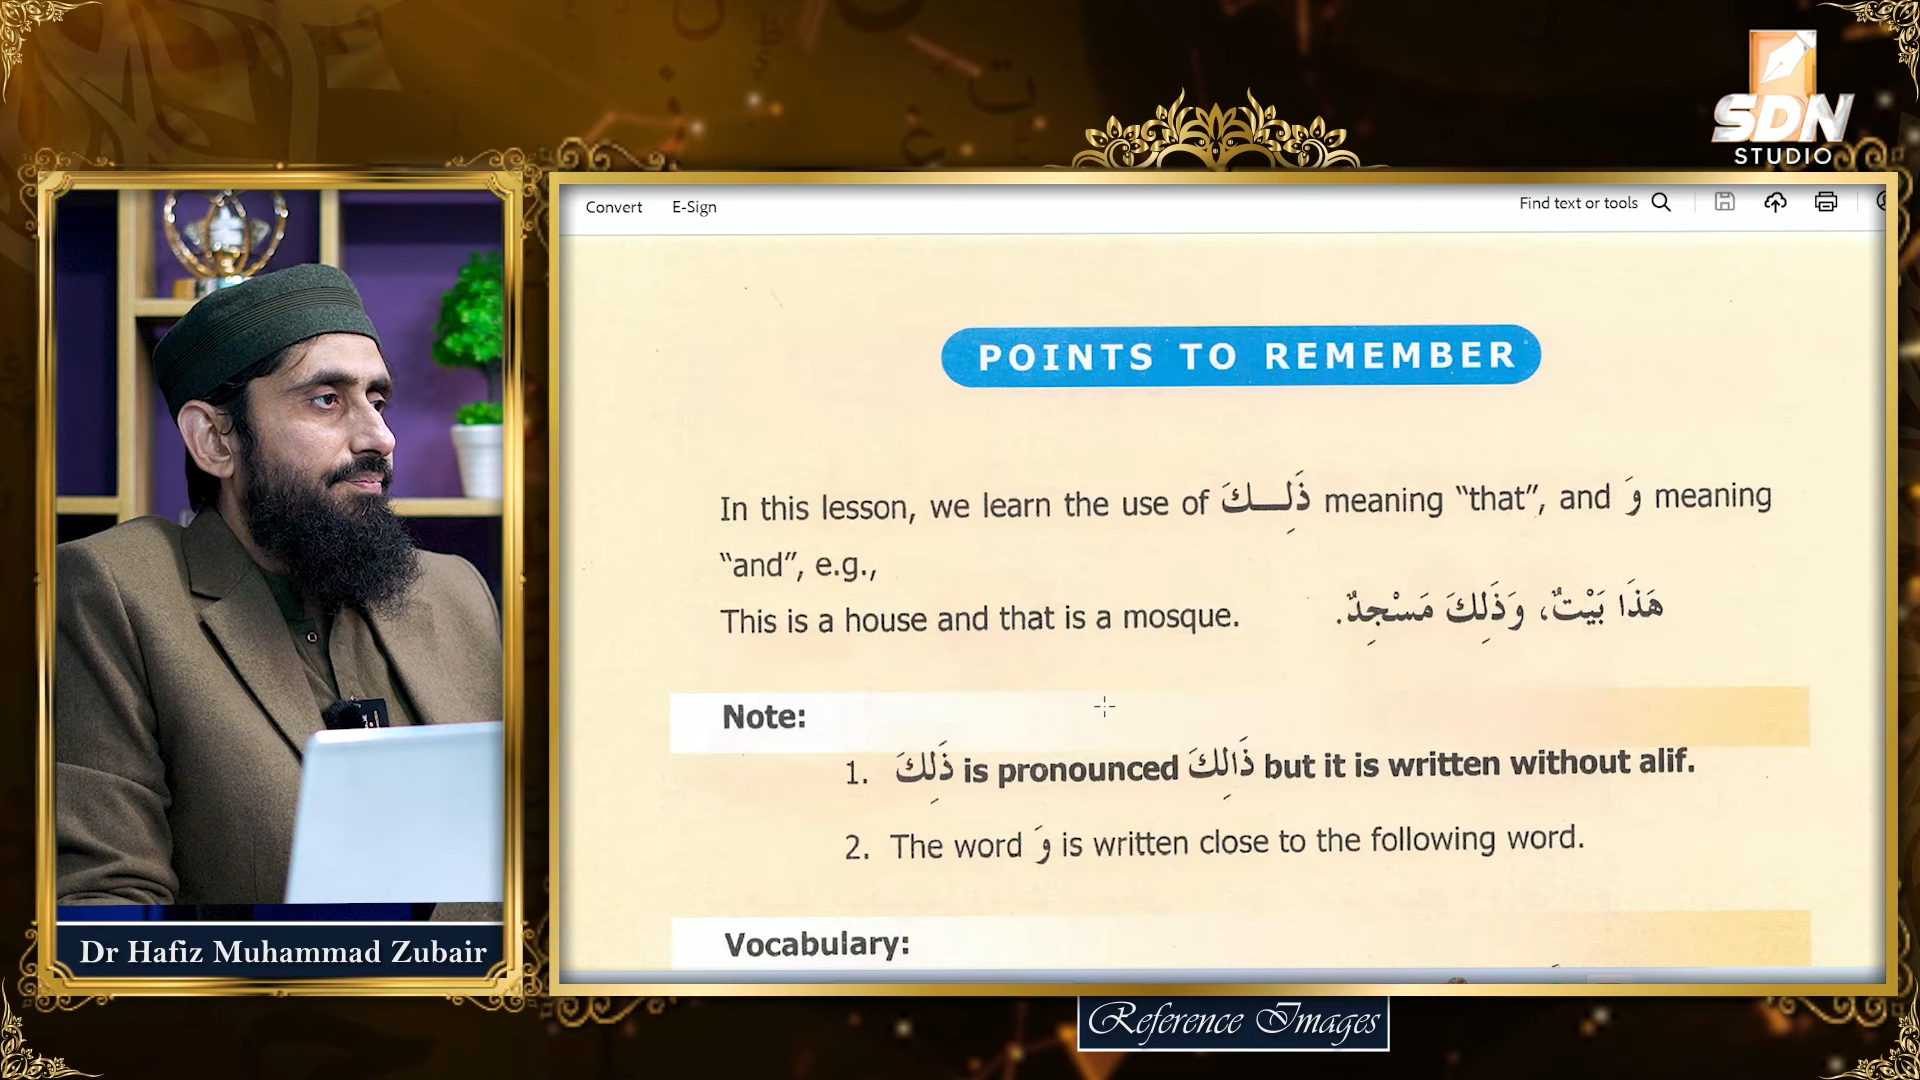 SDN
STUDIO
Convert E-Sign Find text or tools
POINTS TO REMEMBER
In this lesson, we learn the use of ذَلِـكَ meaning “that”, and وَ meaning
“and”, e.g.,
This is a house and that is a mosque. هَذَا بَيْتٌ، وَذَلِكَ مَسْجِدٌ.
Note:
1. ذَلِكَ is pronounced ذَالِكَ but it is written without alif.
2. The word وَ is written close to the following word.
Vocabulary:
Dr Hafiz Muhammad Zubair
Reference Images